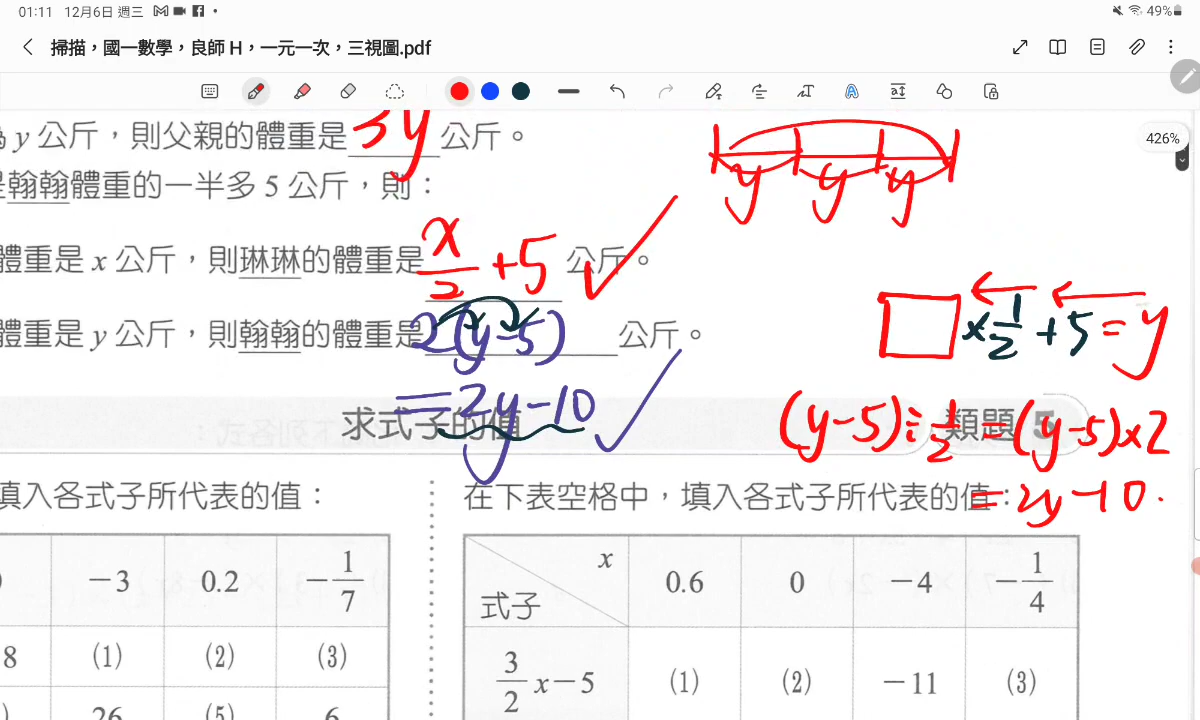 01:11 12月6日 週三 49%
掃描，國一數學，良師 H，一元一次，三視圖.pdf
426%
為 y 公斤，則父親的體重是 3y 公斤。
y y y
是翰翰體重的一半多 5 公斤，則：
體重是 x 公斤，則琳琳的體重是 x/2 +5 公斤。
體重是 y 公斤，則翰翰的體重是 2(y-5) 公斤。
=2y-10
□×1/2+5=y
(y-5)÷1/2=(y-5)×2
=2y-10.
求式子的值
類題 5
填入各式子所代表的值：
-3 0.2 -1/7
8 (1) (2) (3)
26 (5) 6
在下表空格中，填入各式子所代表的值：
x 0.6 0 -4 -1/4
式子
3/2 x-5 (1) (2) -11 (3)